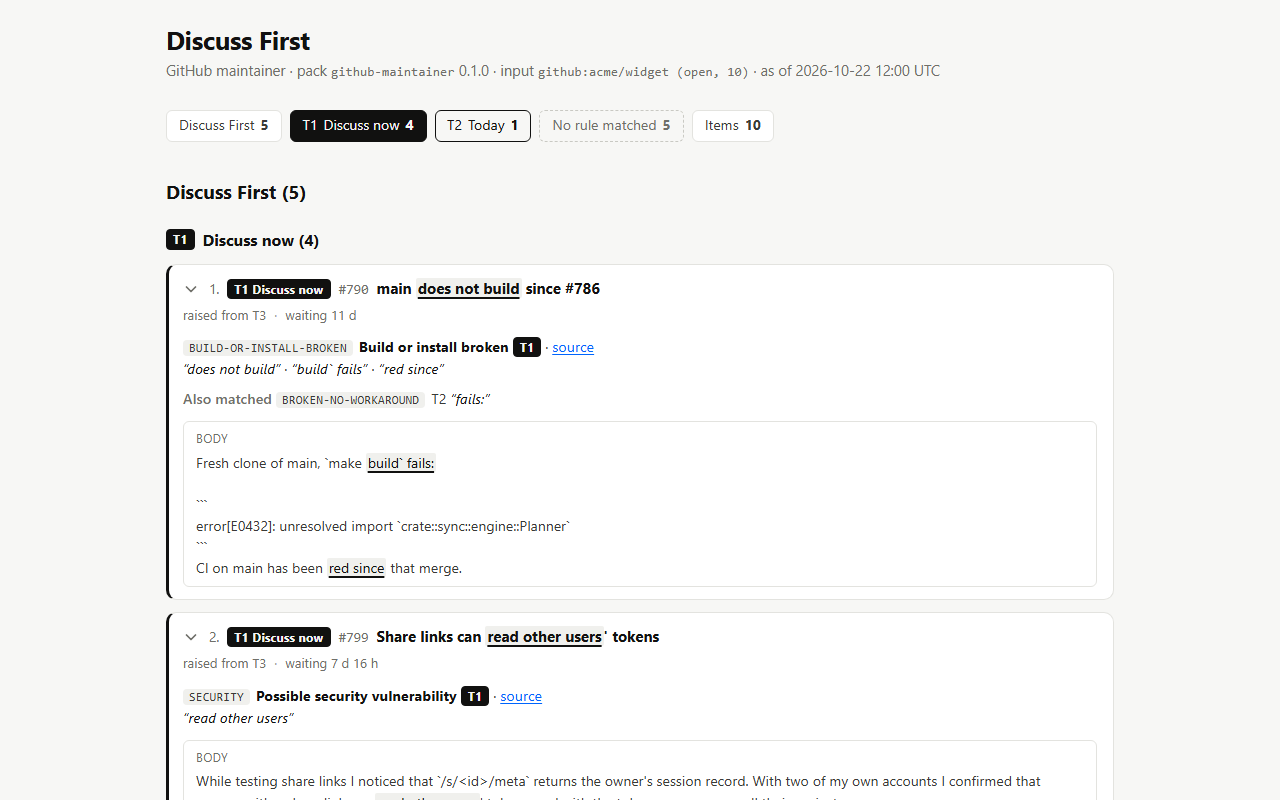 Discuss First
GitHub maintainer · pack github-maintainer 0.1.0 · input github:acme/widget (open, 10) · as of 2026-10-22 12:00 UTC
Discuss First 5 T1 Discuss now 4 T2 Today 1 No rule matched 5 Items 10
Discuss First (5)
T1 Discuss now (4)
1. T1 Discuss now #790 main does not build since #786
raised from T3 · waiting 11 d
BUILD-OR-INSTALL-BROKEN Build or install broken T1 · source
“does not build” · “build` fails” · “red since”
Also matched BROKEN-NO-WORKAROUND T2 “fails:”
BODY
Fresh clone of main, `make build` fails:
```
error[E0432]: unresolved import `crate::sync::engine::Planner`
```
CI on main has been red since that merge.
2. T1 Discuss now #799 Share links can read other users' tokens
raised from T3 · waiting 7 d 16 h
SECURITY Possible security vulnerability T1 · source
“read other users”
BODY
While testing share links I noticed that `/s/<id>/meta` returns the owner's session record. With two of my own accounts I confirmed that